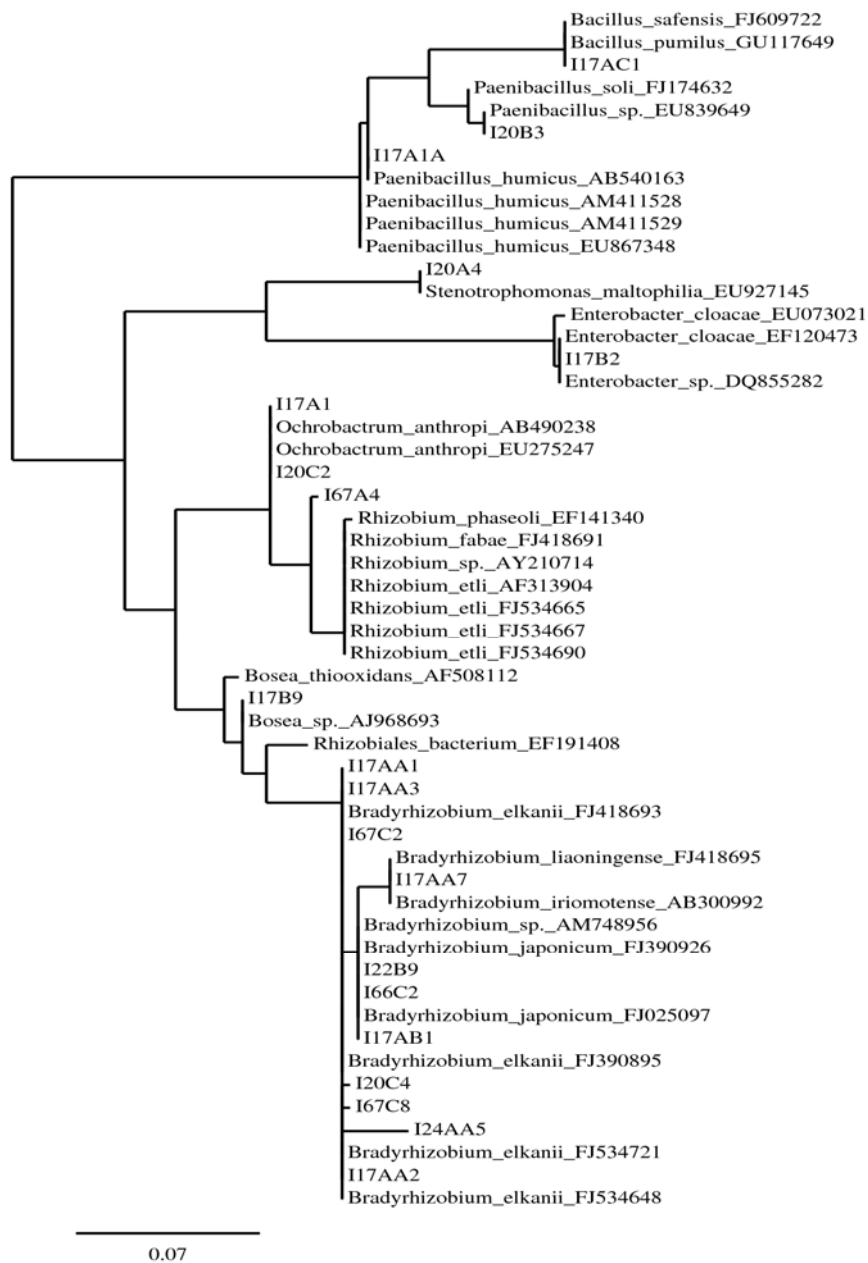 Bacillus_safensis_FJ609722
Bacillus_pumilus_GU117649
I17AC1
Paenibacillus_soli_FJ174632
Paenibacillus_sp._EU839649
I20B3
I17A1A
Paenibacillus_humicus_AB540163
Paenibacillus_humicus_AM411528
Paenibacillus_humicus_AM411529
Paenibacillus_humicus_EU867348
I20A4
Stenotrophomonas_maltophilia_EU927145
Enterobacter_cloacae_EU073021
Enterobacter_cloacae_EF120473
I17B2
Enterobacter_sp._DQ855282
I17A1
Ochrobactrum_anthropi_AB490238
Ochrobactrum_anthropi_EU275247
I20C2
I67A4
Rhizobium_phaseoli_EF141340
Rhizobium_fabae_FJ418691
Rhizobium_sp._AY210714
Rhizobium_etli_AF313904
Rhizobium_etli_FJ534665
Rhizobium_etli_FJ534667
Rhizobium_etli_FJ534690
Bosea_thiooxidans_AF508112
I17B9
Bosea_sp._AJ968693
Rhizobiales_bacterium_EF191408
I17AA1
I17AA3
Bradyrhizobium_elkanii_FJ418693
I67C2
Bradyrhizobium_liaoningense_FJ418695
I17AA7
Bradyrhizobium_iriomotense_AB300992
Bradyrhizobium_sp._AM748956
Bradyrhizobium_japonicum_FJ390926
I22B9
I66C2
Bradyrhizobium_japonicum_FJ025097
I17AB1
Bradyrhizobium_elkanii_FJ390895
I20C4
I67C8
I24AA5
Bradyrhizobium_elkanii_FJ534721
I17AA2
Bradyrhizobium_elkanii_FJ534648
0.07